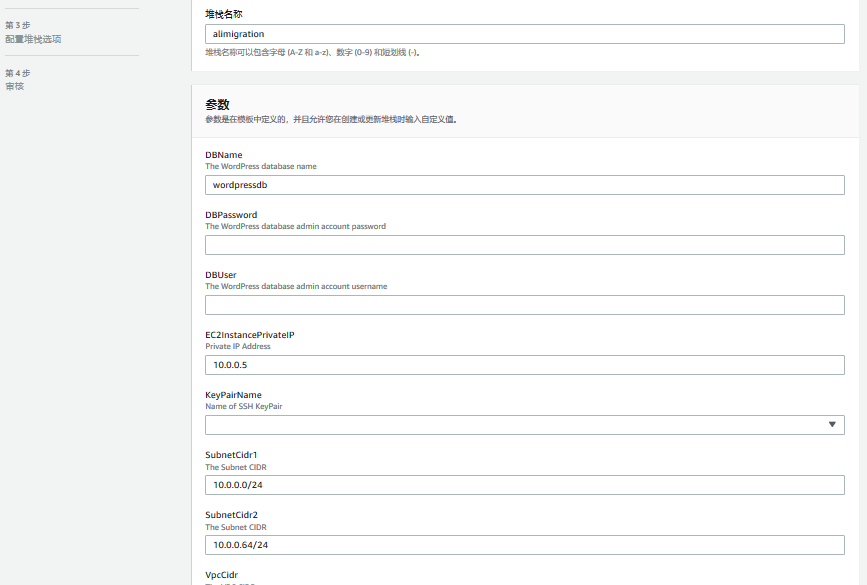 第 3 步
配置堆栈选项
第 4 步
审核
堆栈名称
alimigration
堆栈名称可以包含字母 (A-Z 和 a-z)、数字 (0-9) 和短划线 (-)。
参数
参数是在模板中定义的，并且允许您在创建或更新堆栈时输入自定义值。
DBName
The WordPress database name
wordpressdb
DBPassword
The WordPress database admin account password
DBUser
The WordPress database admin account username
EC2InstancePrivateIP
Private IP Address
10.0.0.5
KeyPairName
Name of SSH KeyPair
SubnetCidr1
The Subnet CIDR
10.0.0.0/24
SubnetCidr2
The Subnet CIDR
10.0.0.64/24
VpcCidr